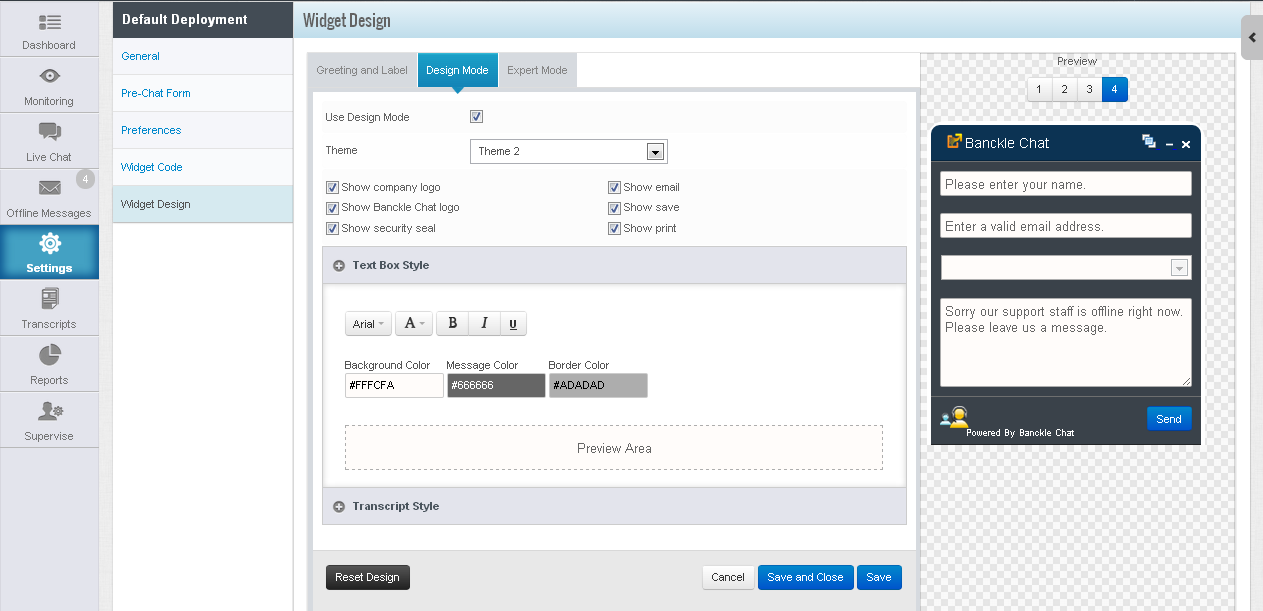 Dashboard
Monitoring
Live Chat
4
Offline Messages
Settings
Transcripts
Reports
Supervise
Default Deployment
General
Pre-Chat Form
Preferences
Widget Code
Widget Design
Widget Design
Greeting and Label
Design Mode
Expert Mode
Use Design Mode
Theme
Theme 2
Show company logo
Show email
Show Banckle Chat logo
Show save
Show security seal
Show print
Text Box Style
Arial
A
B
I
U
Background Color
Message Color
Border Color
#FFFCFA
#666666
#ADADAD
Preview Area
Transcript Style
Reset Design
Cancel
Save and Close
Save
Preview
1
2
3
4
Banckle Chat
Please enter your name.
Enter a valid email address.
Sorry our support staff is offline right now.
Please leave us a message.
Powered By Banckle Chat
Send